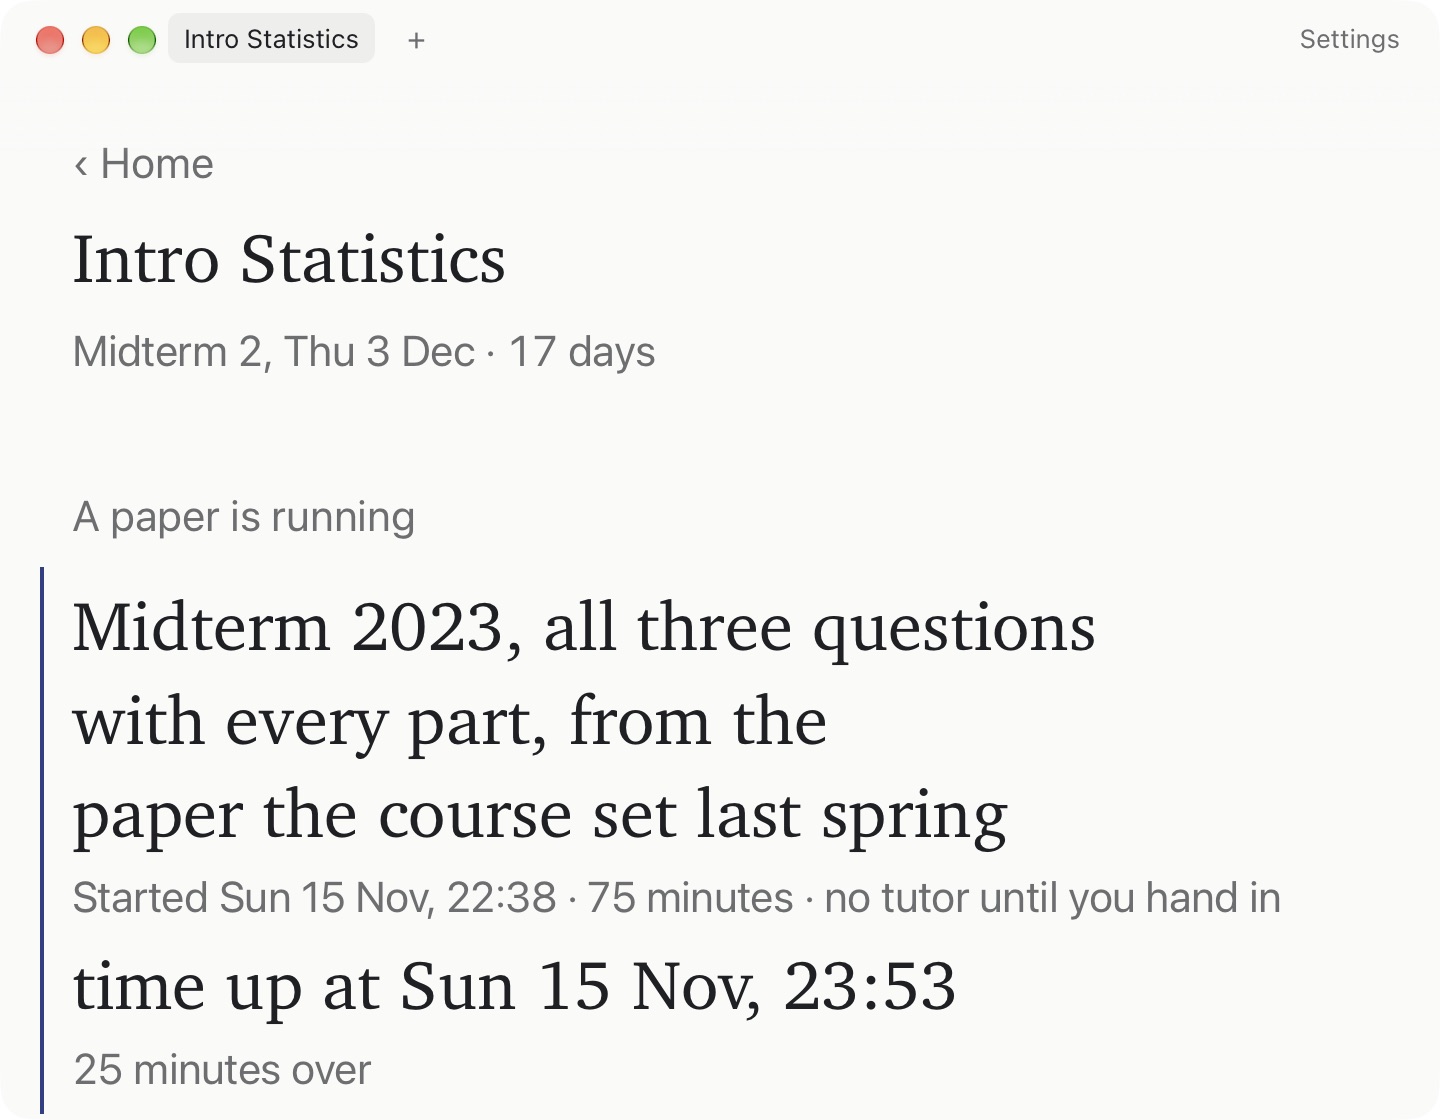 Intro Statistics
+
Settings
‹ Home
Intro Statistics
Midterm 2, Thu 3 Dec · 17 days
A paper is running
Midterm 2023, all three questions
with every part, from the
paper the course set last spring
Started Sun 15 Nov, 22:38 · 75 minutes · no tutor until you hand in
time up at Sun 15 Nov, 23:53
25 minutes over